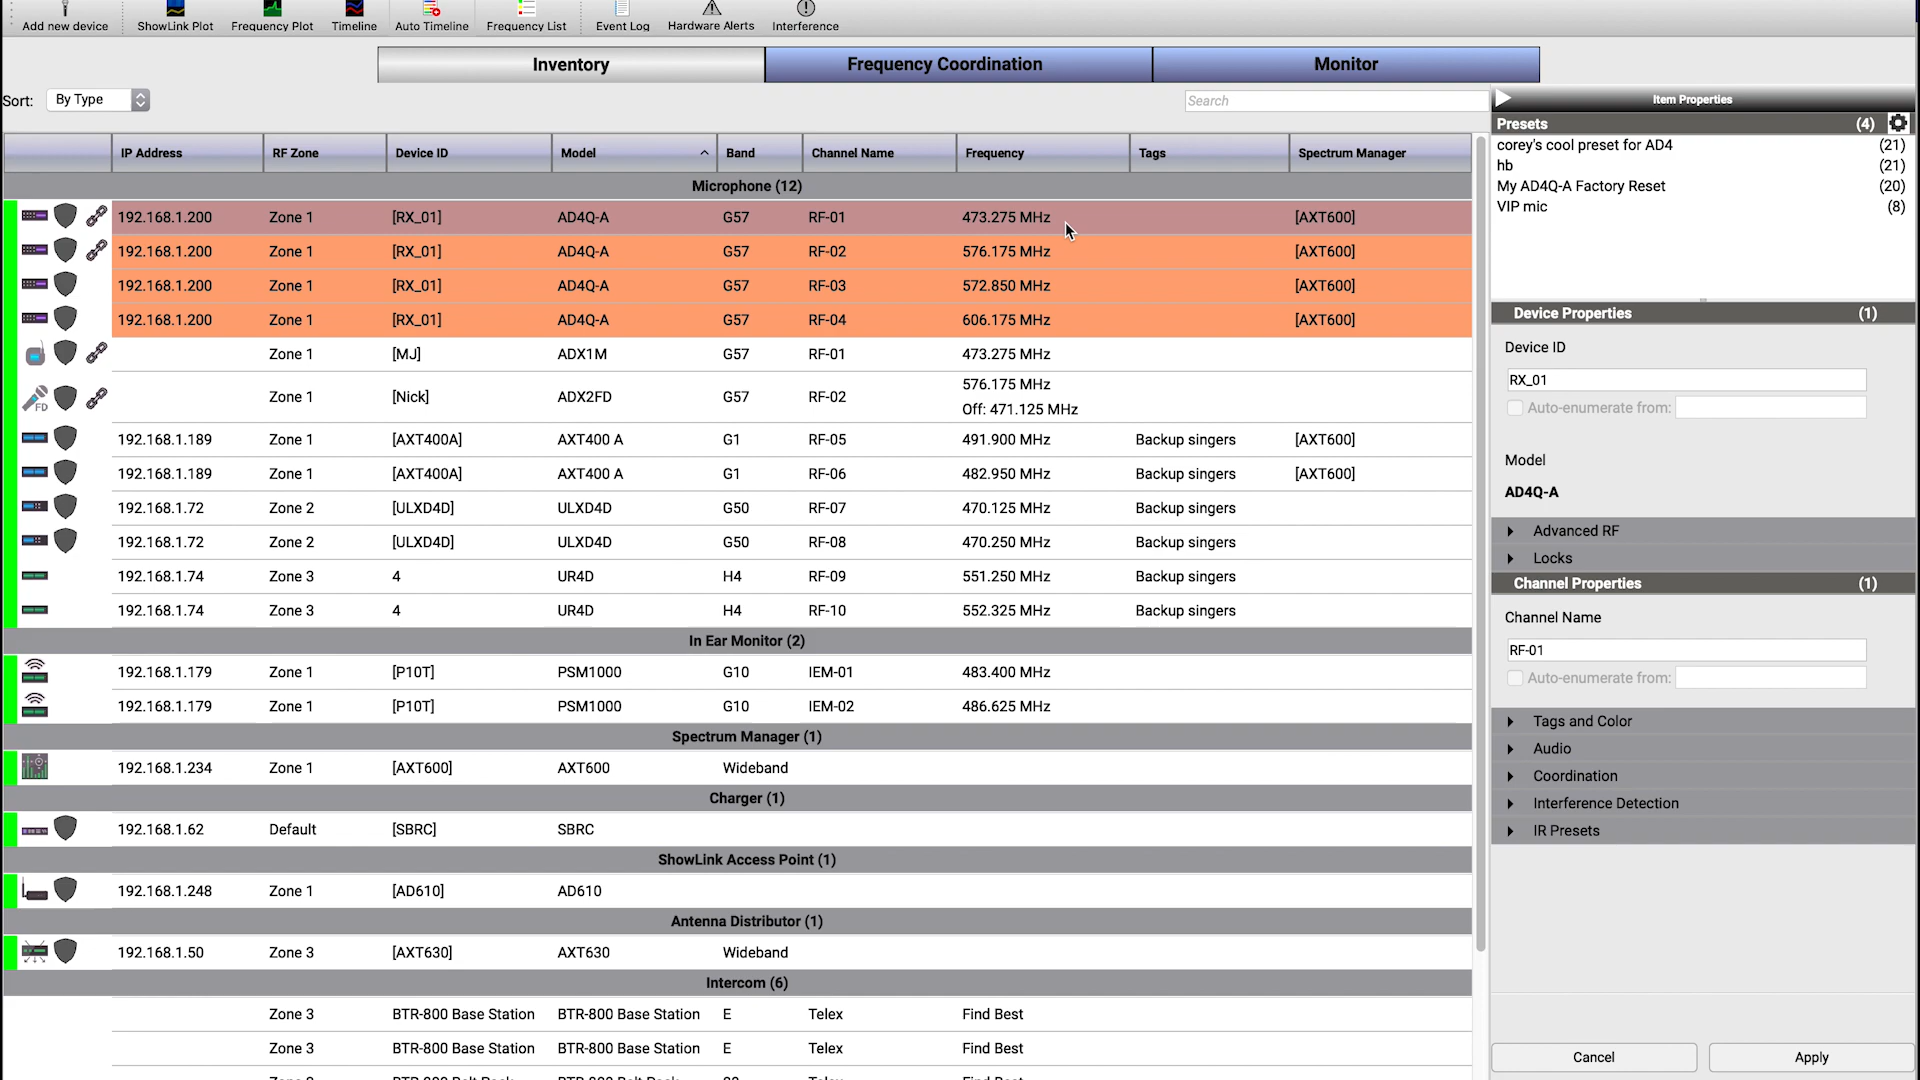 Add new device ShowLink Plot Frequency Plot Timeline Auto Timeline Frequency List Event Log Hardware Alerts Interference
Inventory Frequency Coordination Monitor
Sort: By Type Search
Item Properties
IP Address RF Zone Device ID Model Band Channel Name Frequency Tags Spectrum Manager
Microphone (12)
192.168.1.200 Zone 1 [RX_01] AD4Q-A G57 RF-01 473.275 MHz [AXT600]
192.168.1.200 Zone 1 [RX_01] AD4Q-A G57 RF-02 576.175 MHz [AXT600]
192.168.1.200 Zone 1 [RX_01] AD4Q-A G57 RF-03 572.850 MHz [AXT600]
192.168.1.200 Zone 1 [RX_01] AD4Q-A G57 RF-04 606.175 MHz [AXT600]
Zone 1 [MJ] ADX1M G57 RF-01 473.275 MHz
FD Zone 1 [Nick] ADX2FD G57 RF-02 576.175 MHz
Off: 471.125 MHz
192.168.1.189 Zone 1 [AXT400A] AXT400 A G1 RF-05 491.900 MHz Backup singers [AXT600]
192.168.1.189 Zone 1 [AXT400A] AXT400 A G1 RF-06 482.950 MHz Backup singers [AXT600]
192.168.1.72 Zone 2 [ULXD4D] ULXD4D G50 RF-07 470.125 MHz Backup singers
192.168.1.72 Zone 2 [ULXD4D] ULXD4D G50 RF-08 470.250 MHz Backup singers
192.168.1.74 Zone 3 4 UR4D H4 RF-09 551.250 MHz Backup singers
192.168.1.74 Zone 3 4 UR4D H4 RF-10 552.325 MHz Backup singers
In Ear Monitor (2)
192.168.1.179 Zone 1 [P10T] PSM1000 G10 IEM-01 483.400 MHz
192.168.1.179 Zone 1 [P10T] PSM1000 G10 IEM-02 486.625 MHz
Spectrum Manager (1)
192.168.1.234 Zone 1 [AXT600] AXT600 Wideband
Charger (1)
192.168.1.62 Default [SBRC] SBRC
ShowLink Access Point (1)
192.168.1.248 Zone 1 [AD610] AD610
Antenna Distributor (1)
192.168.1.50 Zone 3 [AXT630] AXT630 Wideband
Intercom (6)
Zone 3 BTR-800 Base Station BTR-800 Base Station E Telex Find Best
Zone 3 BTR-800 Base Station BTR-800 Base Station E Telex Find Best
Presets (4)
corey's cool preset for AD4 (21)
hb (21)
My AD4Q-A Factory Reset (20)
VIP mic (8)
Device Properties (1)
Device ID
RX_01
Auto-enumerate from:
Model
AD4Q-A
Advanced RF
Locks
Channel Properties (1)
Channel Name
RF-01
Auto-enumerate from:
Tags and Color
Audio
Coordination
Interference Detection
IR Presets
Cancel Apply